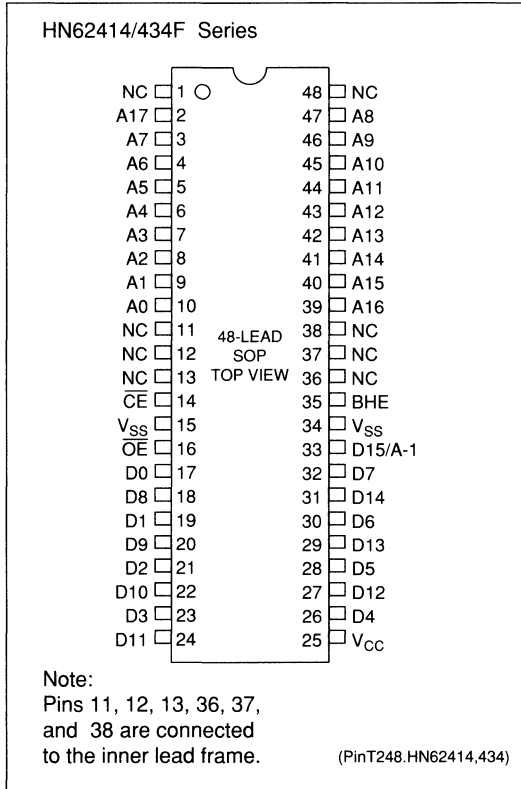 HN62414/434F Series
NC 1 48 NC
A17 2 47 A8
A7 3 46 A9
A6 4 45 A10
A5 5 44 A11
A4 6 43 A12
A3 7 42 A13
A2 8 41 A14
A1 9 40 A15
A0 10 39 A16
NC 11 38 NC
NC 12 37 NC
NC 13 36 NC
48-LEAD
SOP
TOP VIEW
C̅E̅ 14 35 BHE
VSS 15 34 VSS
O̅E̅ 16 33 D15/A-1
D0 17 32 D7
D8 18 31 D14
D1 19 30 D6
D9 20 29 D13
D2 21 28 D5
D10 22 27 D12
D3 23 26 D4
D11 24 25 VCC
Note:
Pins 11, 12, 13, 36, 37,
and 38 are connected
to the inner lead frame.
(PinT248.HN62414,434)